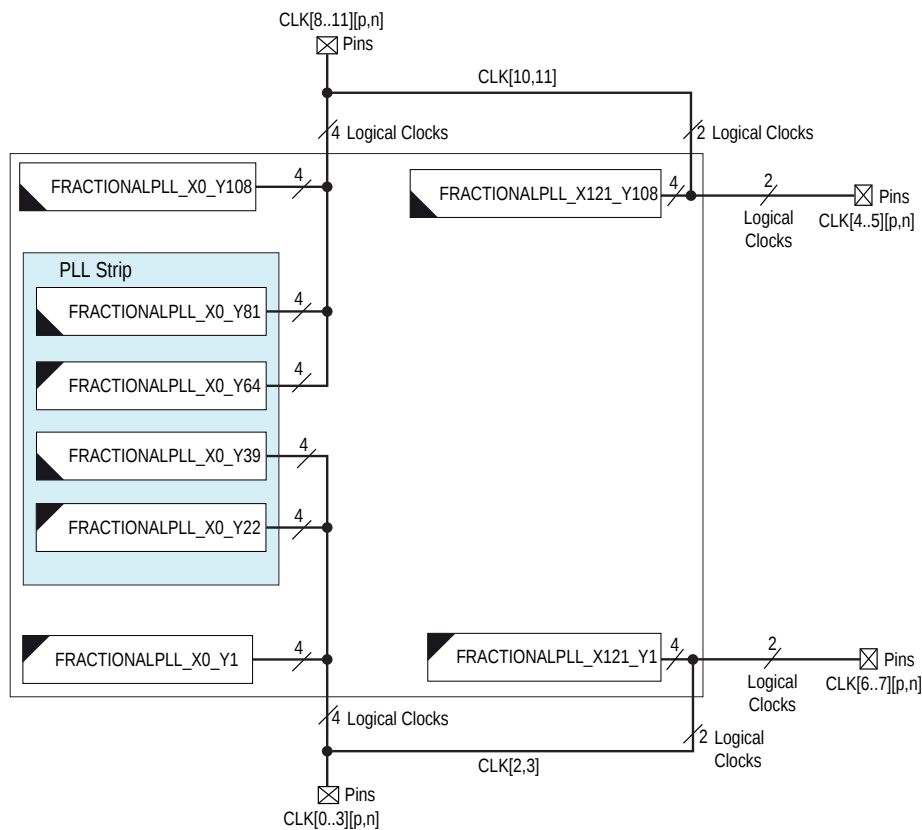 CLK[8..11][p,n]
Pins
CLK[10,11]
4 Logical Clocks
2 Logical Clocks
FRACTIONALPLL_X0_Y108
4
FRACTIONALPLL_X121_Y108
4
2
Pins
Logical
Clocks
CLK[4..5][p,n]
PLL Strip
FRACTIONALPLL_X0_Y81
4
FRACTIONALPLL_X0_Y64
4
FRACTIONALPLL_X0_Y39
4
FRACTIONALPLL_X0_Y22
4
FRACTIONALPLL_X0_Y1
4
FRACTIONALPLL_X121_Y1
4
2
Pins
Logical
Clocks
CLK[6..7][p,n]
4 Logical Clocks
2 Logical
Clocks
CLK[2,3]
Pins
CLK[0..3][p,n]